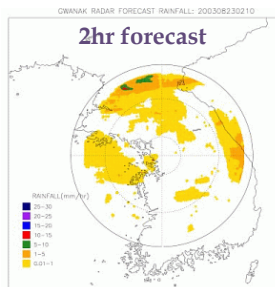 GWANAK RADAR FORECAST RAINFALL: 200308230210
2hr forecast
RAINFALL(mm/hr)
25-30
20-25
15-20
10-15
5-10
1-5
0.01-1